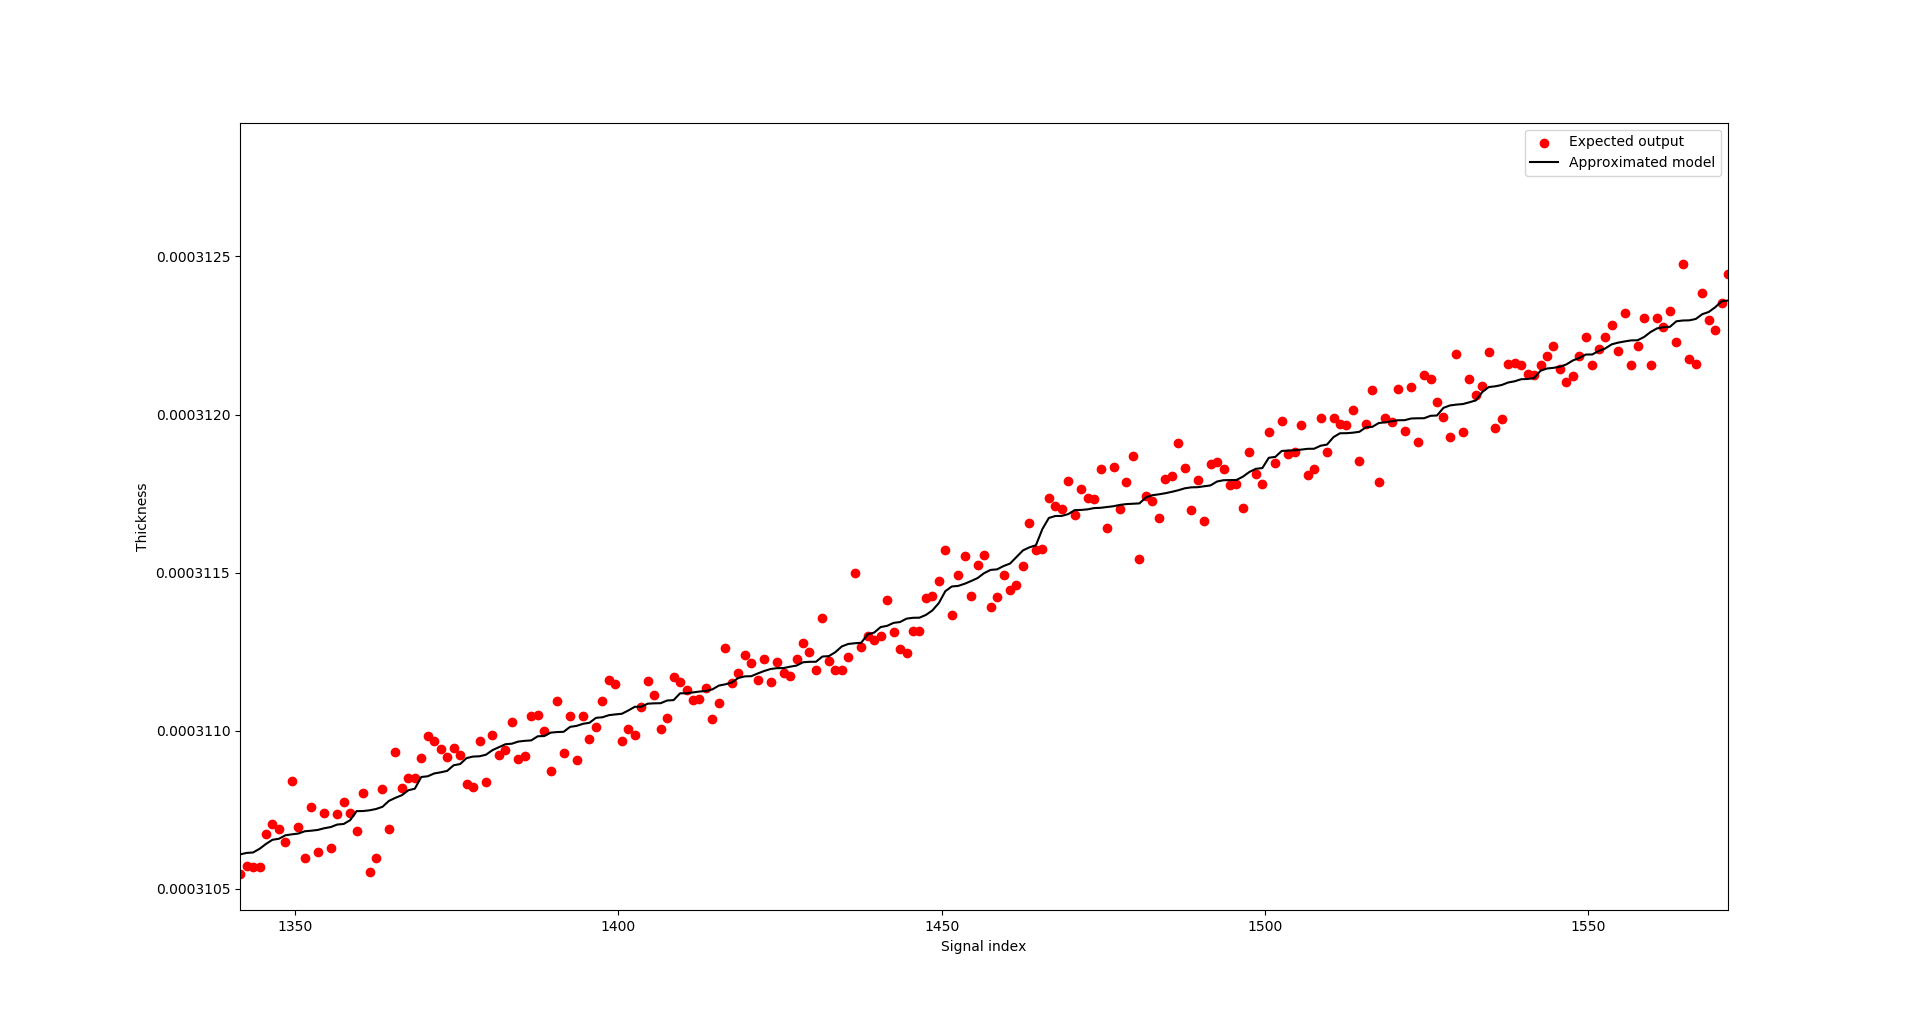 Expected output
Approximated model
Thickness
0.0003125
0.0003120
0.0003115
0.0003110
0.0003105
1350 1400 1450 1500 1550
Signal index